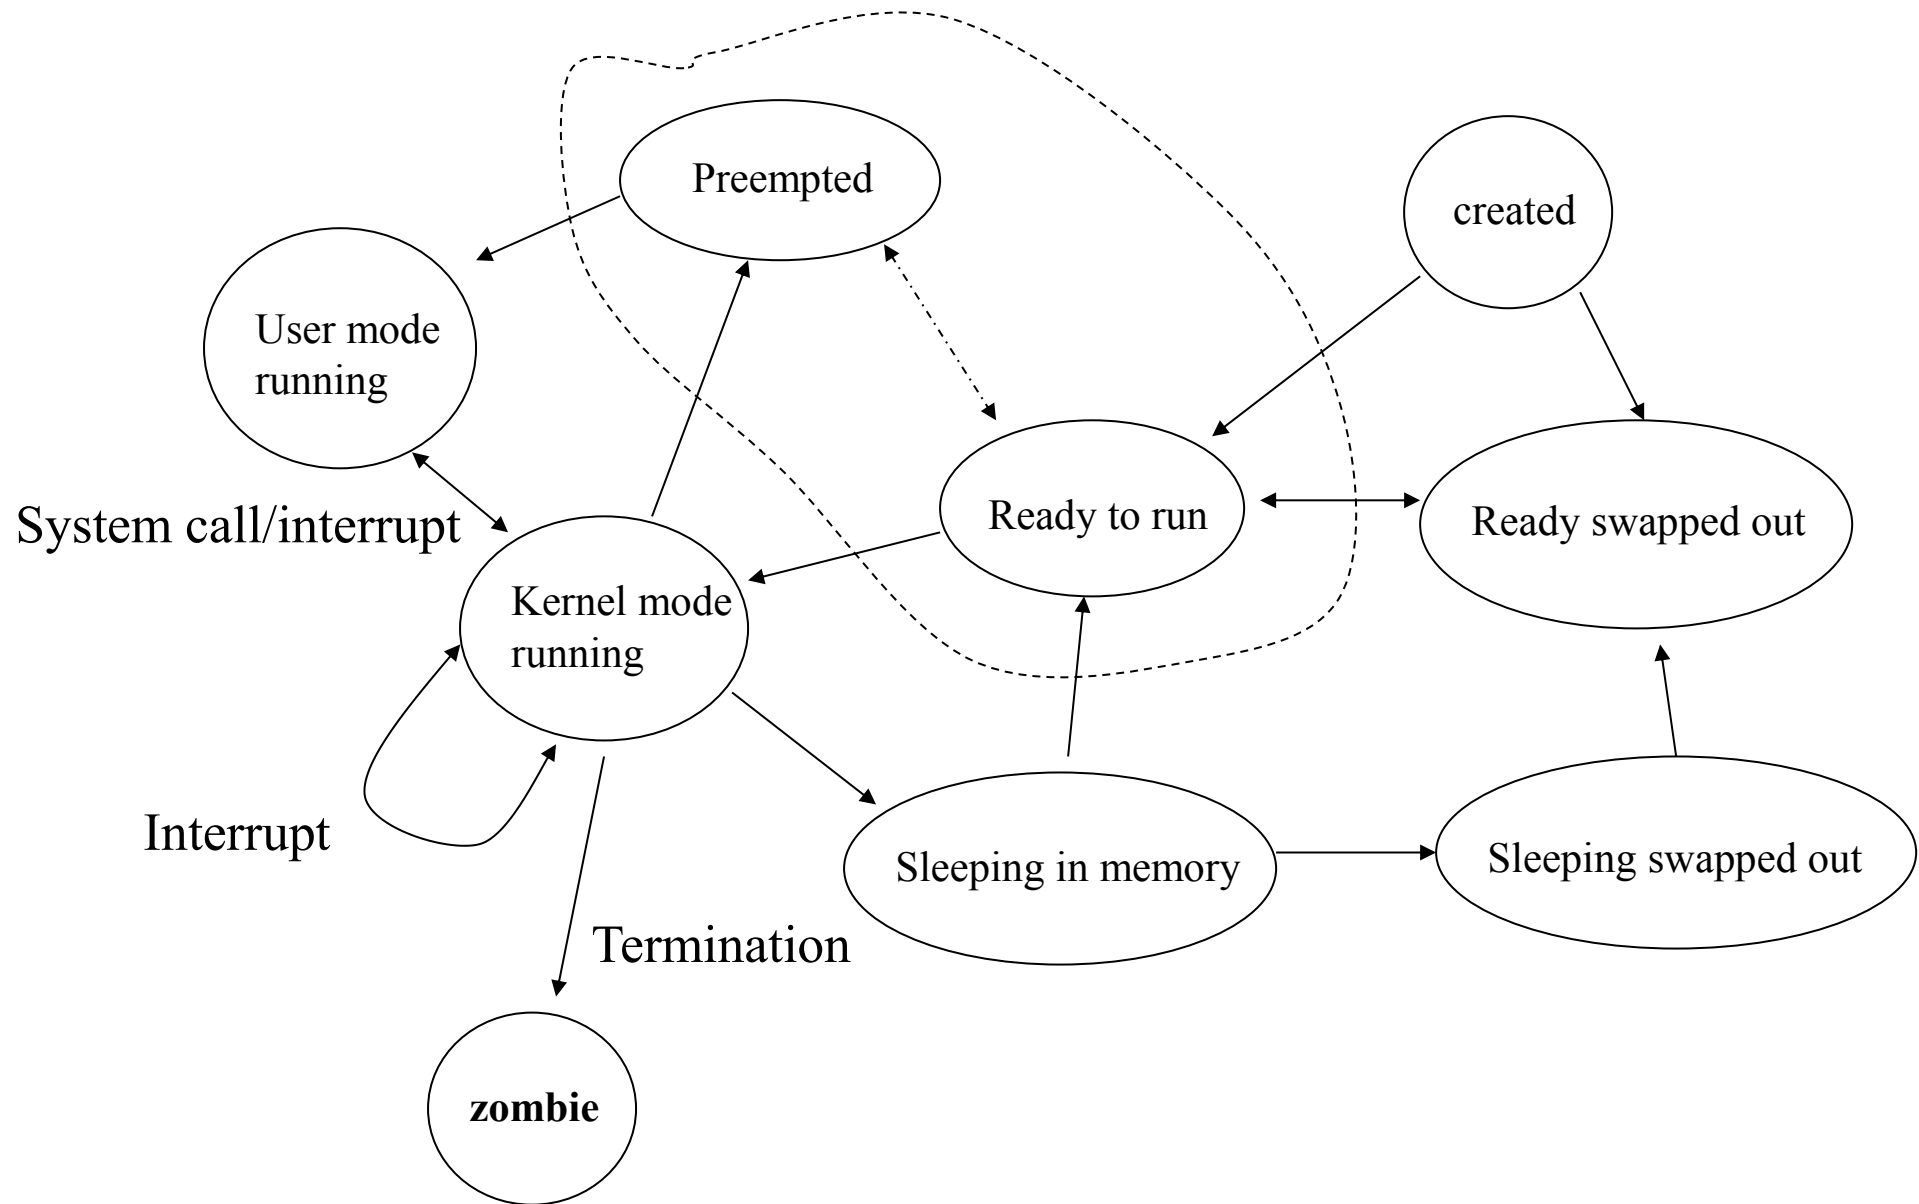 Preempted
created
User mode
running
System call/interrupt
Ready to run
Ready swapped out
Kernel mode
running
Interrupt
Sleeping in memory
Sleeping swapped out
Termination
zombie